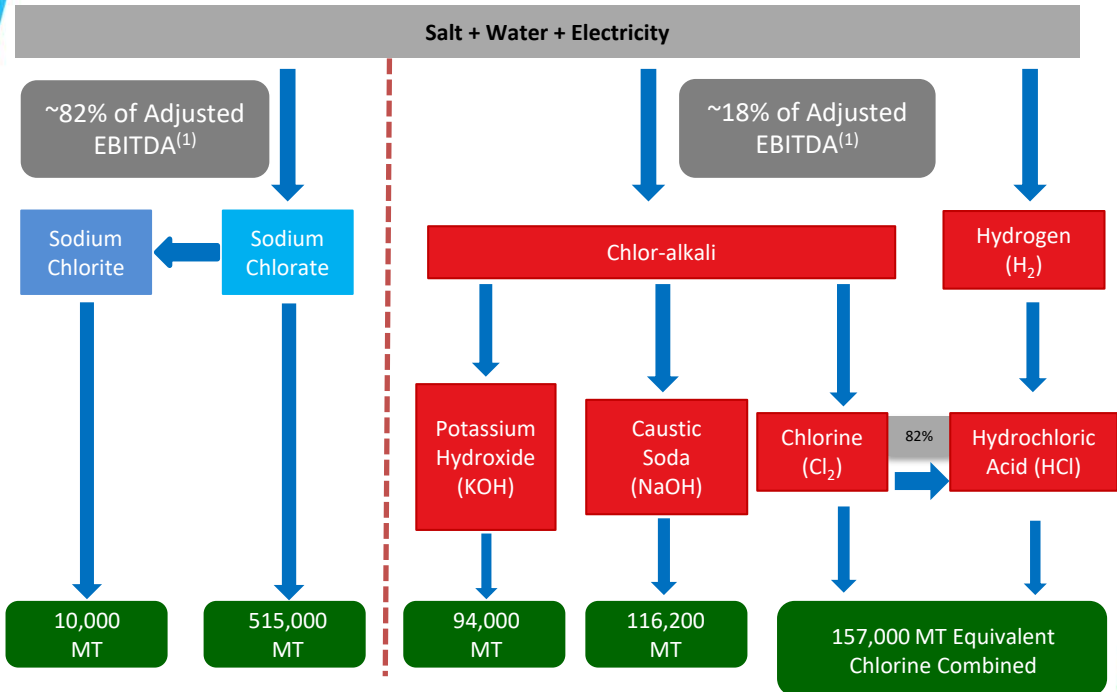 Salt + Water + Electricity
~82% of Adjusted
EBITDA(1)
~18% of Adjusted
EBITDA(1)
Sodium
Chlorite
Sodium
Chlorate
Chlor-alkali
Hydrogen
(H2)
Potassium
Hydroxide
(KOH)
Caustic
Soda
(NaOH)
Chlorine
(Cl2)
82%
Hydrochloric
Acid (HCl)
10,000
MT
515,000
MT
94,000
MT
116,200
MT
157,000 MT Equivalent
Chlorine Combined